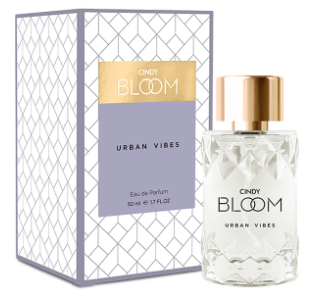 CINDY
BLOOM
URBAN VIBES
Eau de Parfum
50 ml ℮ 1.7 FL.OZ
CINDY
BLOOM
URBAN VIBES